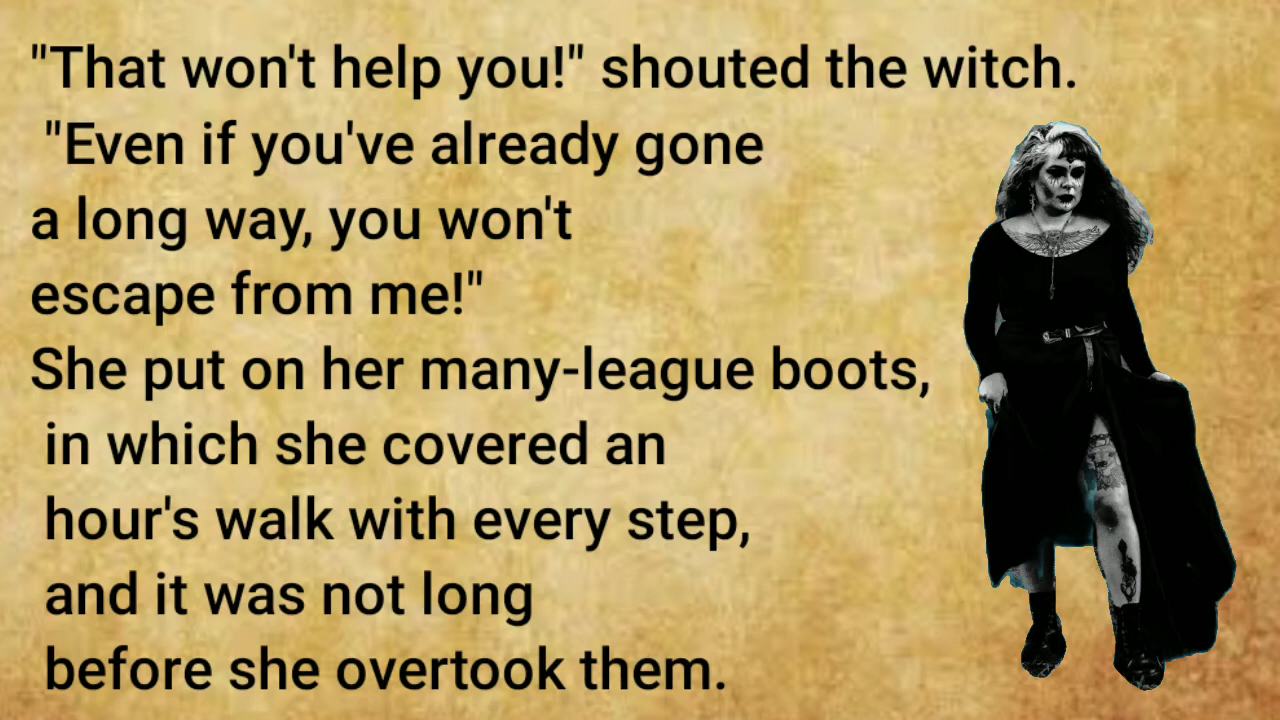 "That won't help you!" shouted the witch.
"Even if you've already gone
a long way, you won't
escape from me!"
She put on her many-league boots,
in which she covered an
hour's walk with every step,
and it was not long
before she overtook them.